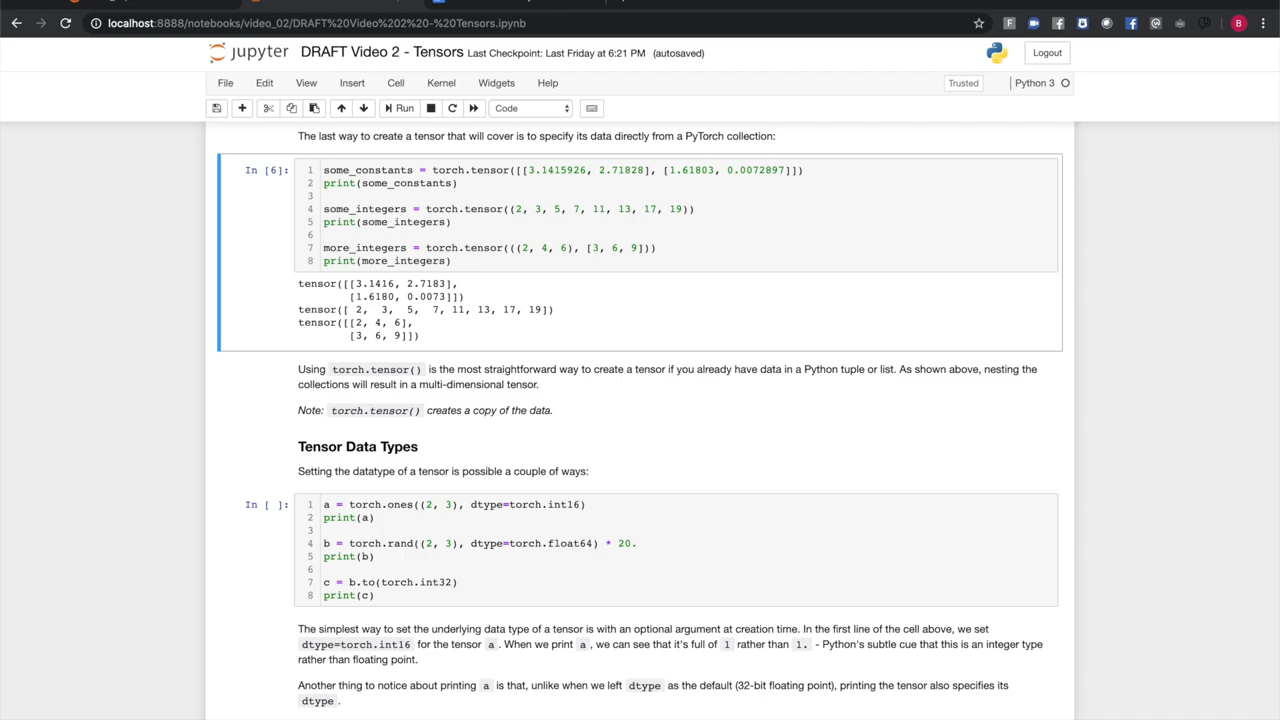 localhost:8888/notebooks/video_02/DRAFT%20Video%202%20-%20Tensors.ipynb
B
jupyter DRAFT Video 2 - Tensors Last Checkpoint: Last Friday at 6:21 PM (autosaved)
Logout
File Edit View Insert Cell Kernel Widgets Help
Trusted Python 3
Run Code
The last way to create a tensor that will cover is to specify its data directly from a PyTorch collection:
In [6]:
1 some_constants = torch.tensor([[3.1415926, 2.71828], [1.61803, 0.0072897]])
2 print(some_constants)
3
4 some_integers = torch.tensor((2, 3, 5, 7, 11, 13, 17, 19))
5 print(some_integers)
6
7 more_integers = torch.tensor(((2, 4, 6), [3, 6, 9]))
8 print(more_integers)
tensor([[3.1416, 2.7183],
[1.6180, 0.0073]])
tensor([ 2, 3, 5, 7, 11, 13, 17, 19])
tensor([[2, 4, 6],
[3, 6, 9]])
Using torch.tensor() is the most straightforward way to create a tensor if you already have data in a Python tuple or list. As shown above, nesting the
collections will result in a multi-dimensional tensor.
Note: torch.tensor() creates a copy of the data.
Tensor Data Types
Setting the datatype of a tensor is possible a couple of ways:
In [ ]:
1 a = torch.ones((2, 3), dtype=torch.int16)
2 print(a)
3
4 b = torch.rand((2, 3), dtype=torch.float64) * 20.
5 print(b)
6
7 c = b.to(torch.int32)
8 print(c)
The simplest way to set the underlying data type of a tensor is with an optional argument at creation time. In the first line of the cell above, we set
dtype=torch.int16 for the tensor a. When we print a, we can see that it's full of 1 rather than 1. - Python's subtle cue that this is an integer type
rather than floating point.
Another thing to notice about printing a is that, unlike when we left dtype as the default (32-bit floating point), printing the tensor also specifies its
dtype.